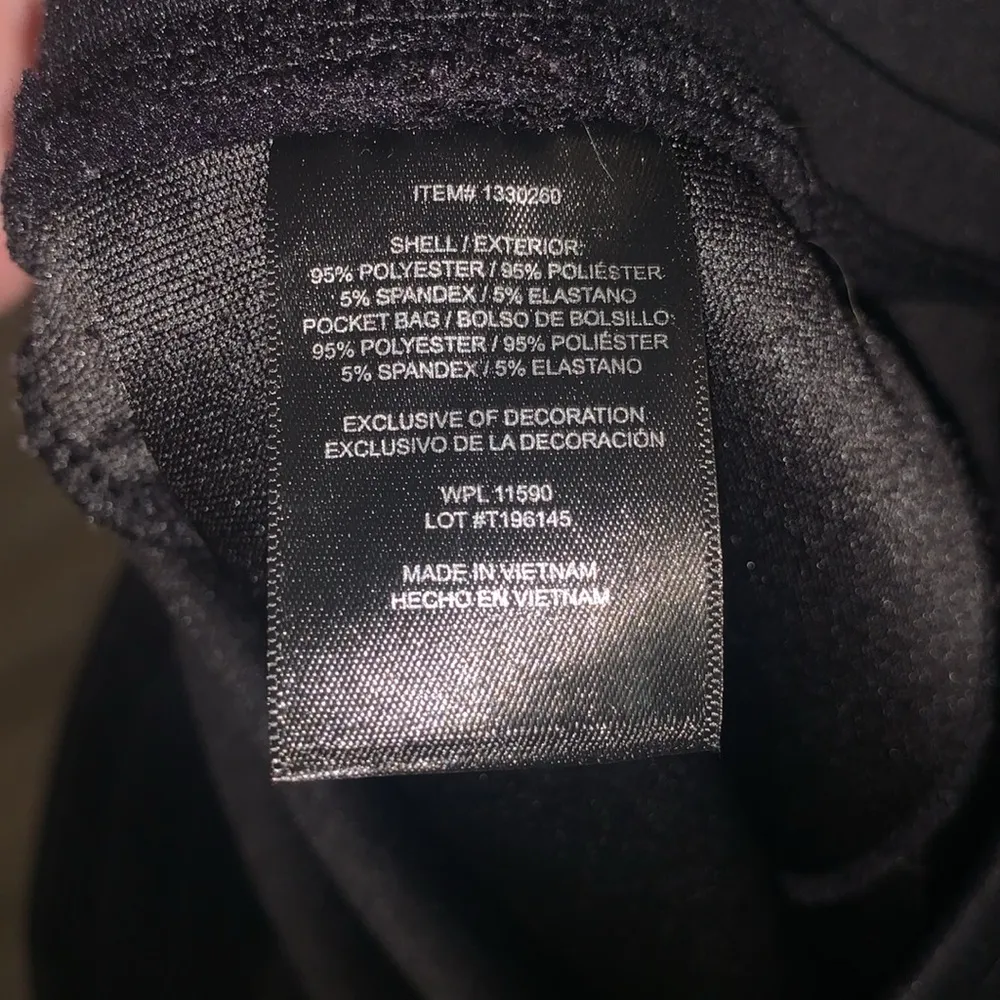 ITEM# 1330260
SHELL / EXTERIOR:
95% POLYESTER / 95% POLIÉSTER
5% SPANDEX / 5% ELASTANO
POCKET BAG / BOLSO DE BOLSILLO:
95% POLYESTER / 95% POLIÉSTER
5% SPANDEX / 5% ELASTANO
EXCLUSIVE OF DECORATION
EXCLUSIVO DE LA DECORACIÓN
WPL 11590
LOT #T196145
MADE IN VIETNAM
HECHO EN VIETNAM